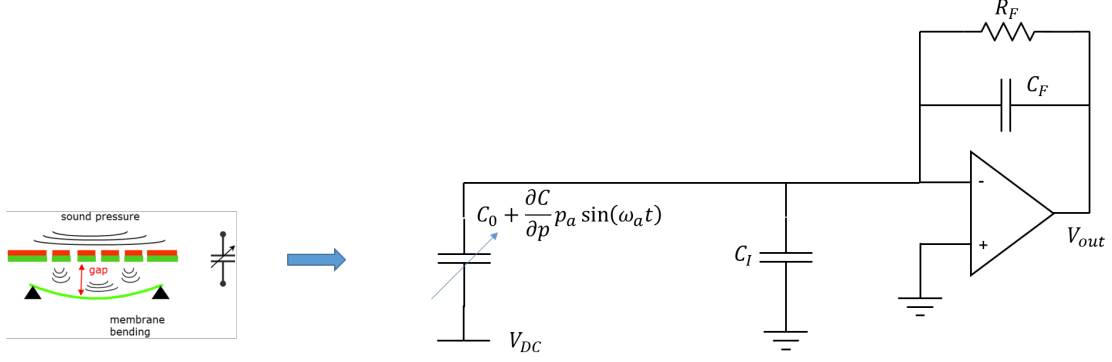 sound pressure
gap
membrane
bending
C_0 + ∂C/∂p p_a sin(ω_a t)
V_DC
C_I
R_F
C_F
-
+
V_out